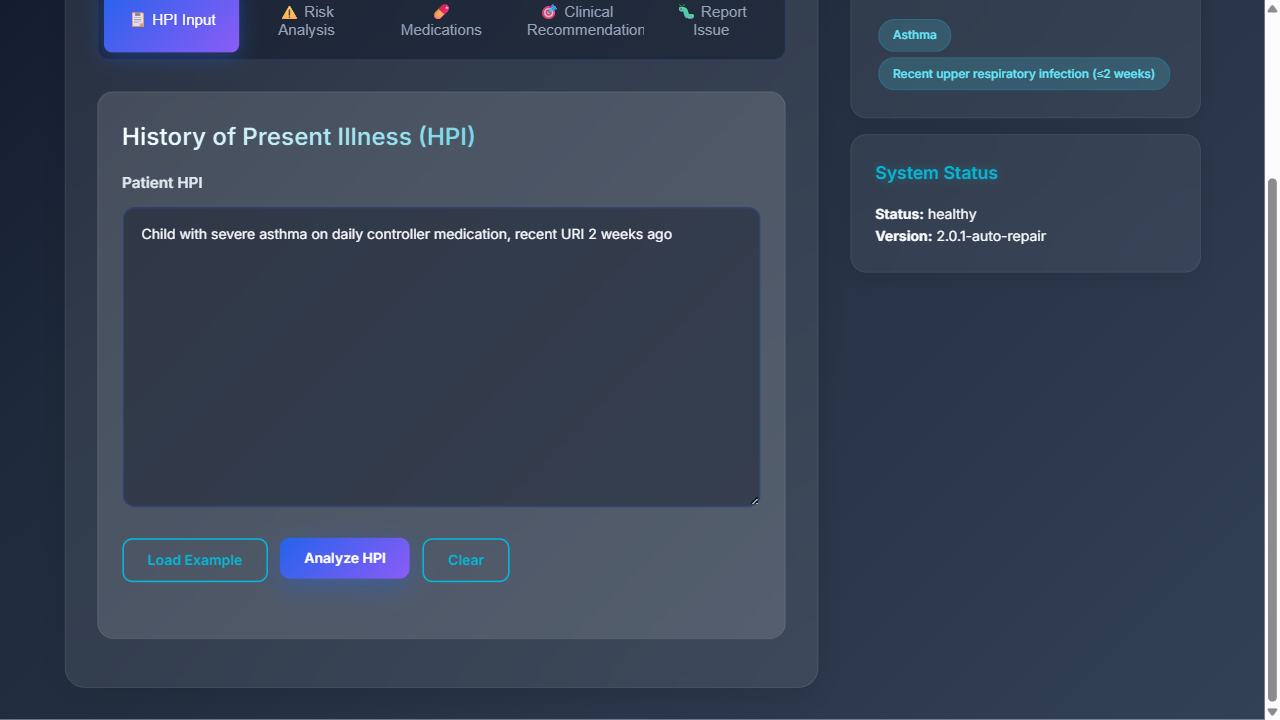 📋 HPI Input
⚠️ Risk
Analysis
💊
Medications
🎯 Clinical
Recommendation
🐛 Report
Issue
History of Present Illness (HPI)
Patient HPI
Child with severe asthma on daily controller medication, recent URI 2 weeks ago
Load Example
Analyze HPI
Clear
Asthma
Recent upper respiratory infection (≤2 weeks)
System Status
Status: healthy
Version: 2.0.1-auto-repair